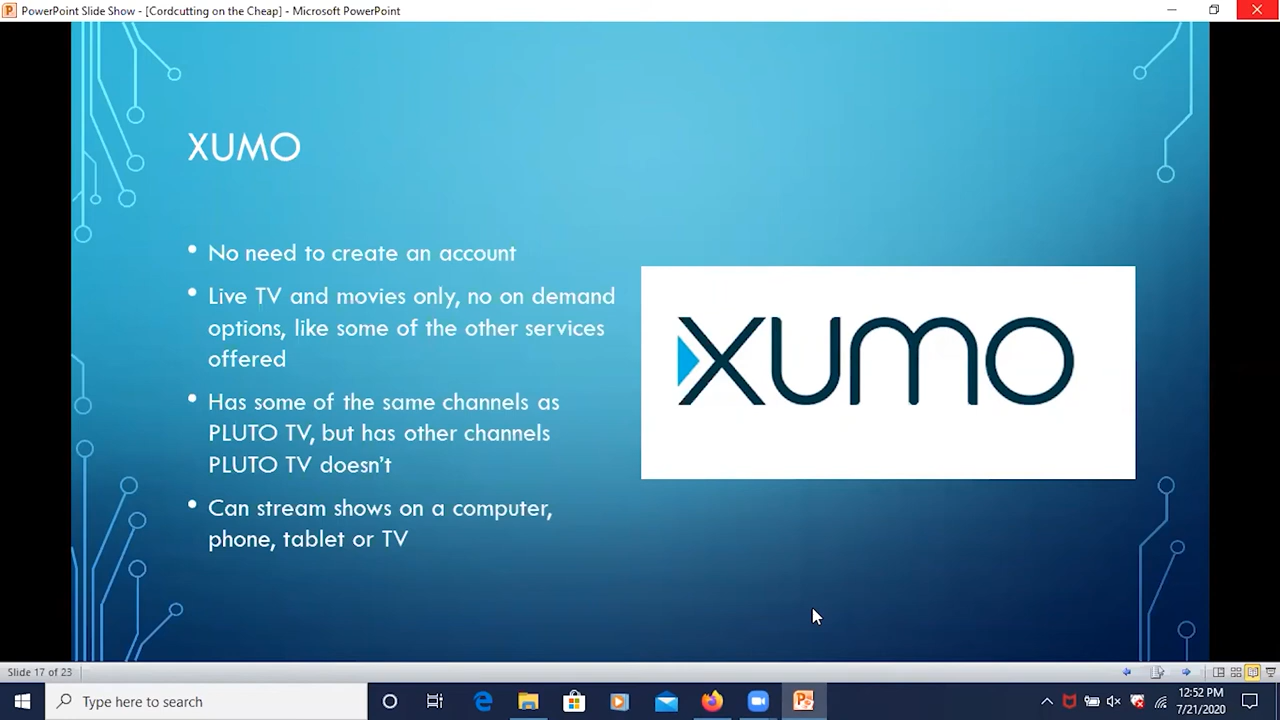 PowerPoint Slide Show - [Cordcutting on the Cheap] - Microsoft PowerPoint
XUMO
• No need to create an account
• Live TV and movies only, no on demand
options, like some of the other services
offered
• Has some of the same channels as
PLUTO TV, but has other channels
PLUTO TV doesn’t
• Can stream shows on a computer,
phone, tablet or TV
XUMO
Slide 17 of 23
Type here to search
12:52 PM
7/21/2020